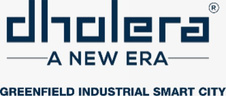 dholera®
A NEW ERA
GREENFIELD INDUSTRIAL SMART CITY